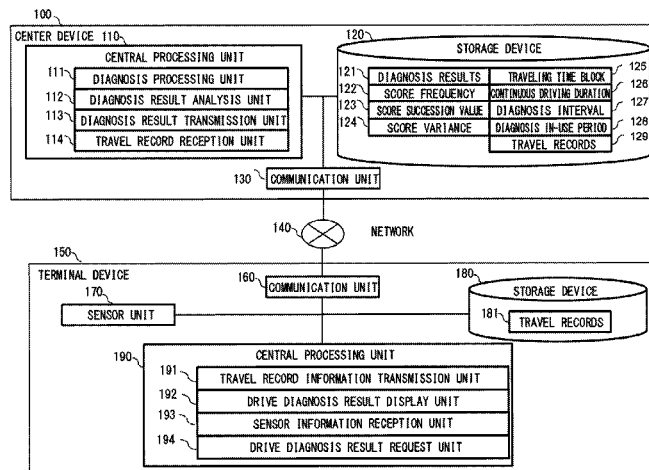 100
CENTER DEVICE
110
CENTRAL PROCESSING UNIT
111
DIAGNOSIS PROCESSING UNIT
112
DIAGNOSIS RESULT ANALYSIS UNIT
113
DIAGNOSIS RESULT TRANSMISSION UNIT
114
TRAVEL RECORD RECEPTION UNIT
120
STORAGE DEVICE
121
DIAGNOSIS RESULTS
122
SCORE FREQUENCY
123
SCORE SUCCESSION VALUE
124
SCORE VARIANCE
TRAVELING TIME BLOCK
125
CONTINUOUS DRIVING DURATION
126
DIAGNOSIS INTERVAL
127
DIAGNOSIS IN-USE PERIOD
128
TRAVEL RECORDS
129
130
COMMUNICATION UNIT
140
NETWORK
150
TERMINAL DEVICE
160
COMMUNICATION UNIT
170
SENSOR UNIT
180
STORAGE DEVICE
181
TRAVEL RECORDS
190
CENTRAL PROCESSING UNIT
191
TRAVEL RECORD INFORMATION TRANSMISSION UNIT
192
DRIVE DIAGNOSIS RESULT DISPLAY UNIT
193
SENSOR INFORMATION RECEPTION UNIT
194
DRIVE DIAGNOSIS RESULT REQUEST UNIT